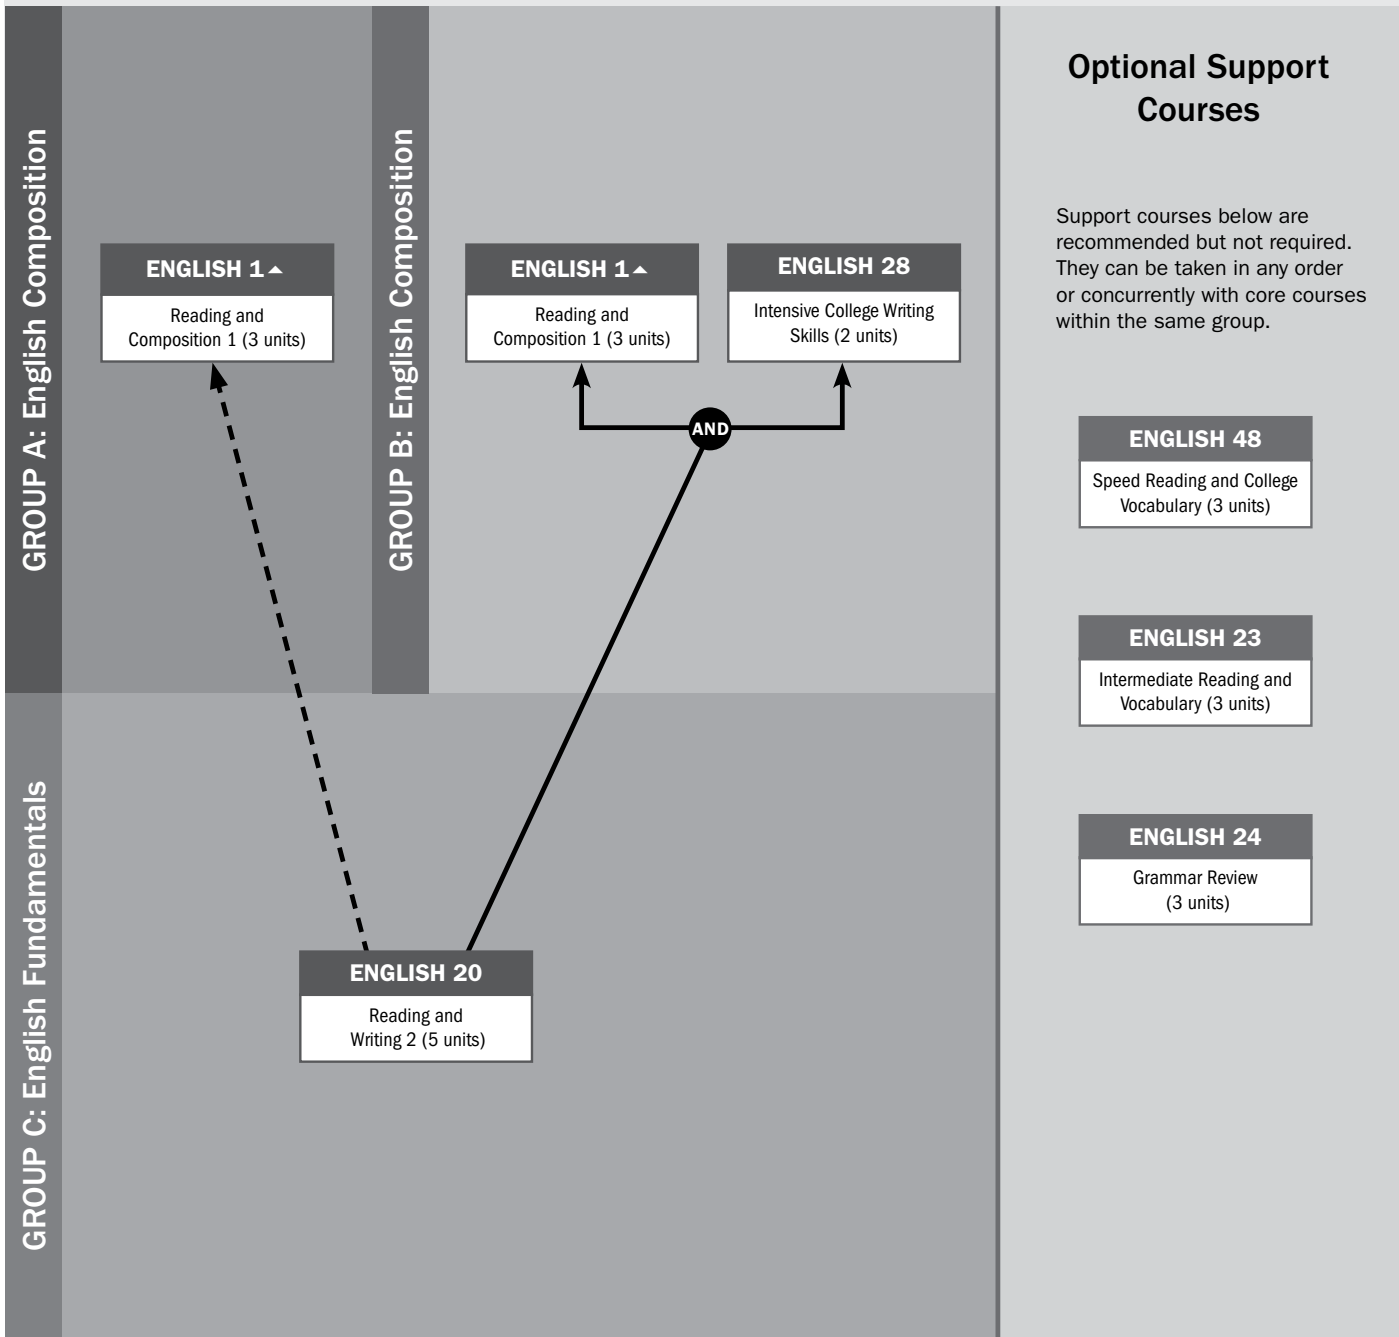 GROUP A: English Composition
ENGLISH 1▲
Reading and
Composition 1 (3 units)
GROUP B: English Composition
ENGLISH 1▲
Reading and
Composition 1 (3 units)
ENGLISH 28
Intensive College Writing
Skills (2 units)
AND
GROUP C: English Fundamentals
ENGLISH 20
Reading and
Writing 2 (5 units)
Optional Support
Courses
Support courses below are
recommended but not required.
They can be taken in any order
or concurrently with core courses
within the same group.
ENGLISH 48
Speed Reading and College
Vocabulary (3 units)
ENGLISH 23
Intermediate Reading and
Vocabulary (3 units)
ENGLISH 24
Grammar Review
(3 units)